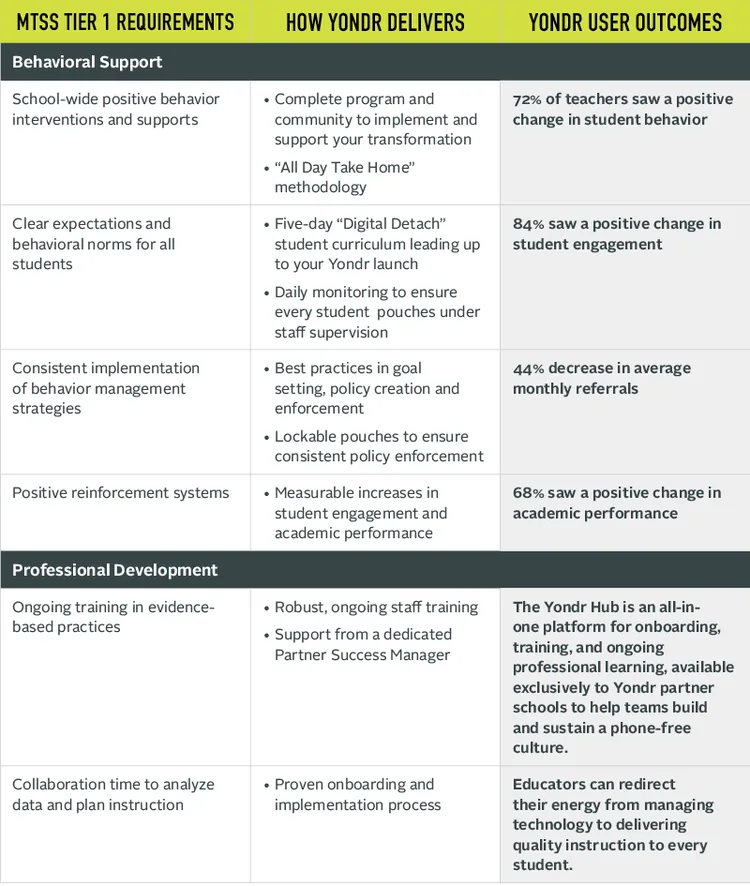 MTSS TIER 1 REQUIREMENTS
HOW YONDR DELIVERS
YONDR USER OUTCOMES
Behavioral Support
School-wide positive behavior
interventions and supports
• Complete program and
community to implement and
support your transformation
• “All Day Take Home”
methodology
72% of teachers saw a positive
change in student behavior
Clear expectations and
behavioral norms for all
students
• Five-day “Digital Detach”
student curriculum leading up
to your Yondr launch
• Daily monitoring to ensure
every student pouches under
staff supervision
84% saw a positive change in
student engagement
Consistent implementation
of behavior management
strategies
• Best practices in goal
setting, policy creation and
enforcement
• Lockable pouches to ensure
consistent policy enforcement
44% decrease in average
monthly referrals
Positive reinforcement systems
• Measurable increases in
student engagement and
academic performance
68% saw a positive change in
academic performance
Professional Development
Ongoing training in evidence-
based practices
• Robust, ongoing staff training
• Support from a dedicated
Partner Success Manager
The Yondr Hub is an all-in-
one platform for onboarding,
training, and ongoing
professional learning, available
exclusively to Yondr partner
schools to help teams build
and sustain a phone-free
culture.
Collaboration time to analyze
data and plan instruction
• Proven onboarding and
implementation process
Educators can redirect
their energy from managing
technology to delivering
quality instruction to every
student.